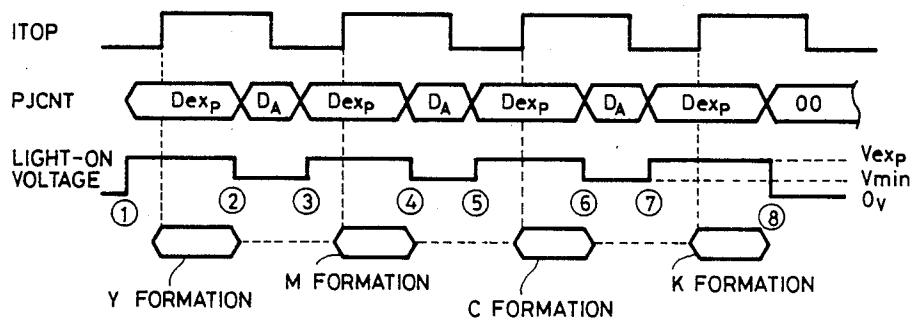 ITOP
PJCNT Dexp DA Dexp DA Dexp DA Dexp 00
LIGHT-ON VOLTAGE
Vexp
Vmin
0v
① ② ③ ④ ⑤ ⑥ ⑦ ⑧
Y FORMATION
M FORMATION
C FORMATION
K FORMATION